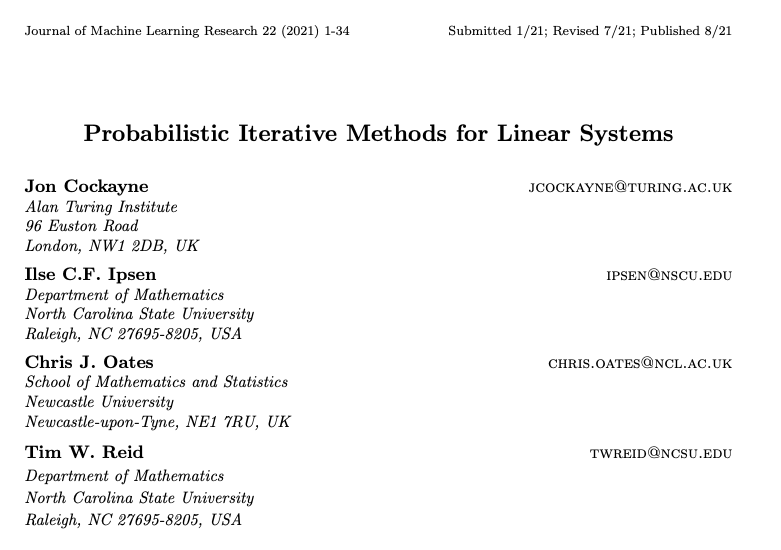 Journal of Machine Learning Research 22 (2021) 1-34 Submitted 1/21; Revised 7/21; Published 8/21
Probabilistic Iterative Methods for Linear Systems
Jon Cockayne JCOCKAYNE@TURING.AC.UK
Alan Turing Institute
96 Euston Road
London, NW1 2DB, UK
Ilse C.F. Ipsen IPSEN@NSCU.EDU
Department of Mathematics
North Carolina State University
Raleigh, NC 27695-8205, USA
Chris J. Oates CHRIS.OATES@NCL.AC.UK
School of Mathematics and Statistics
Newcastle University
Newcastle-upon-Tyne, NE1 7RU, UK
Tim W. Reid TWREID@NCSU.EDU
Department of Mathematics
North Carolina State University
Raleigh, NC 27695-8205, USA